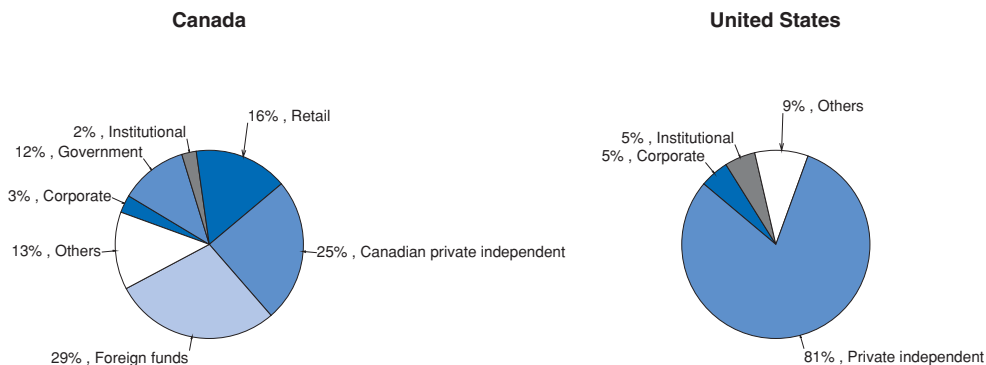 Canada
16% , Retail
2% , Institutional
12% , Government
3% , Corporate
13% , Others
25% , Canadian private independent
29% , Foreign funds
United States
9% , Others
5% , Institutional
5% , Corporate
81% , Private independent